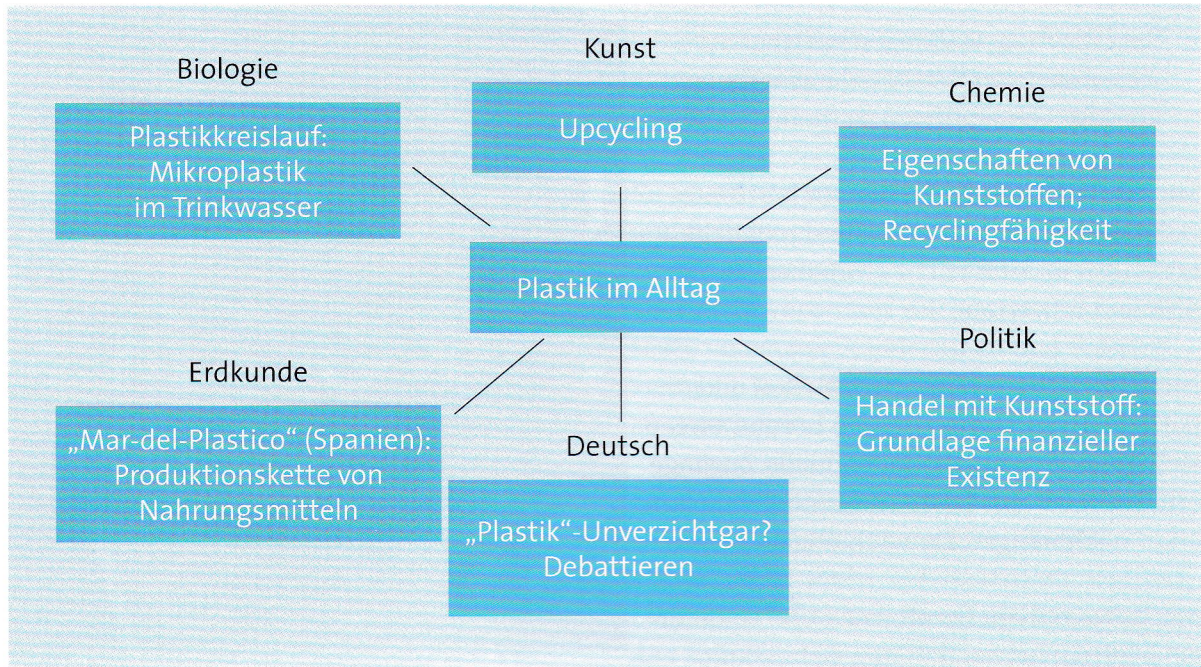 Kunst
Upcycling
Biologie
Plastikkreislauf:
Mikroplastik
im Trinkwasser
Chemie
Eigenschaften von
Kunststoffen;
Recyclingfähigkeit
Plastik im Alltag
Erdkunde
„Mar-del-Plastico“ (Spanien):
Produktionskette von
Nahrungsmitteln
Deutsch
„Plastik“-Unverzichtgar?
Debattieren
Politik
Handel mit Kunststoff:
Grundlage finanzieller
Existenz